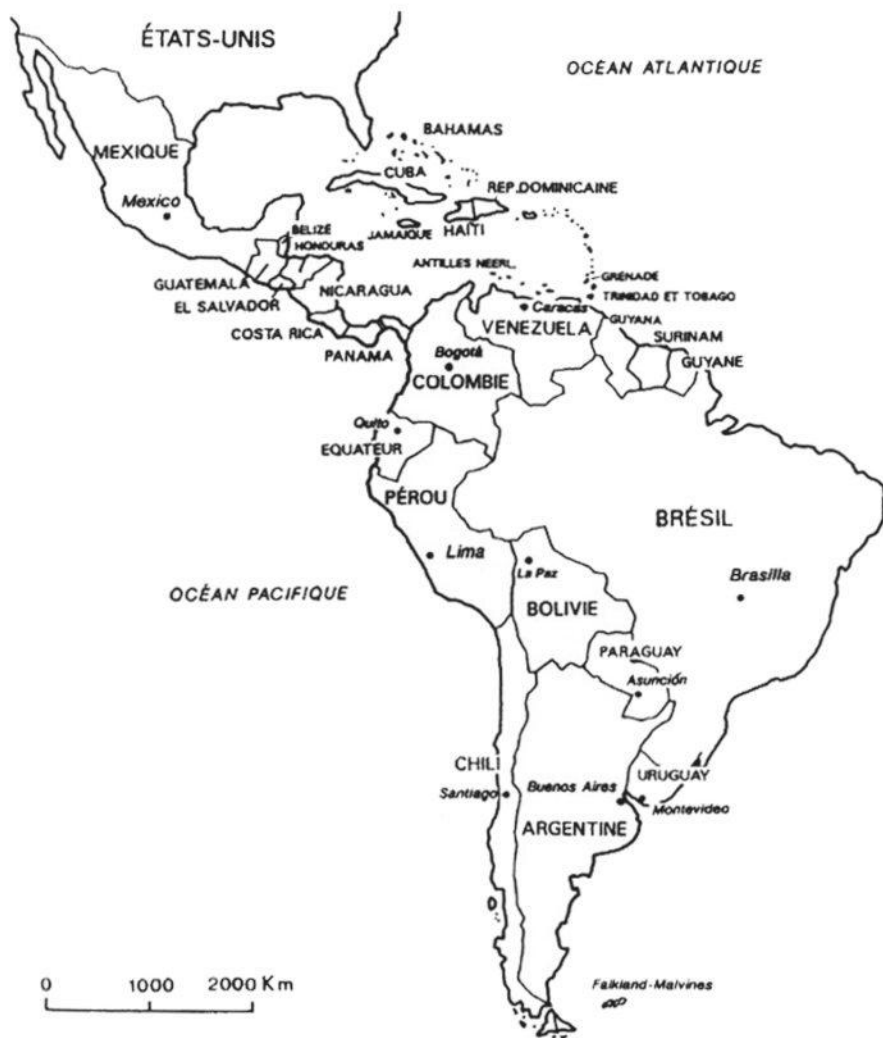 ÉTATS-UNIS
OCÉAN ATLANTIQUE
BAHAMAS
MEXIQUE
CUBA
REP. DOMINICAINE
Mexico
JAMAIQUE
HAÏTI
BELIZÉ
HONDURAS
ANTILLES NEERL.
GRENADE
GUATEMALA
NICARAGUA
TRINIDAD ET TOBAGO
EL SALVADOR
Caracas
GUYANA
COSTA RICA
VENEZUELA
SURINAM
PANAMA
Bogotá
GUYANE
COLOMBIE
Quito
EQUATEUR
PÉROU
BRÉSIL
Lima
La Paz
Brasilia
OCÉAN PACIFIQUE
BOLIVIE
PARAGUAY
Asunción
CHILI
URUGUAY
Santiago
Buenos Aires
Montevideo
ARGENTINE
0 1000 2000 Km
Falkland-Malvines